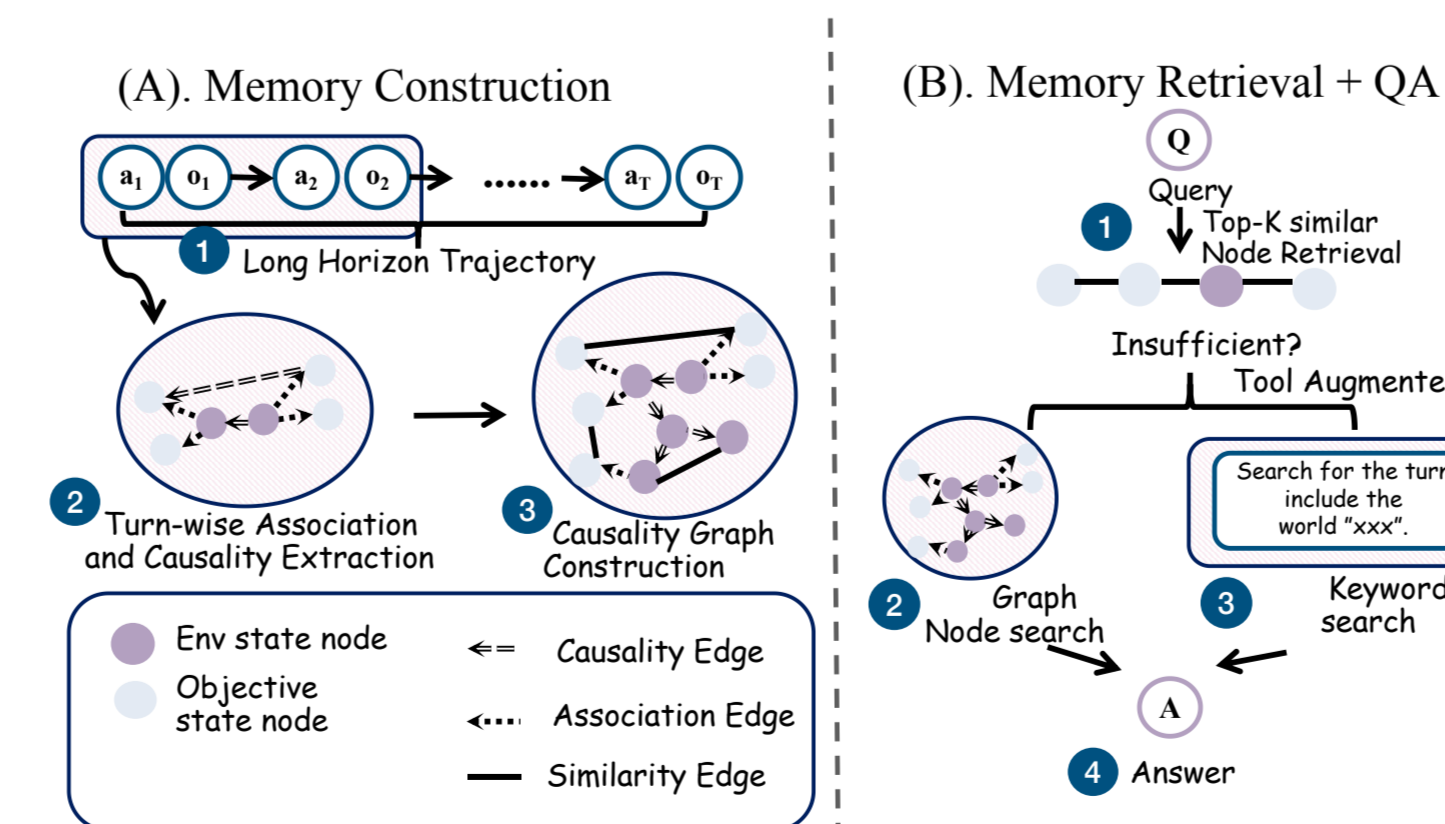 (A). Memory Construction
a1 o1 a2 o2 ...... aT oT
1 Long Horizon Trajectory
2 Turn-wise Association
and Causality Extraction
3 Causality Graph
Construction
Env state node
Objective
state node
Causality Edge
Association Edge
Similarity Edge
(B). Memory Retrieval + QA
Q
Query
1 Top-K similar
Node Retrieval
Insufficient?
Tool Augmente
Search for the turn
include the
world "xxx".
2 Graph
Node search
3 Keyword
search
A
4 Answer